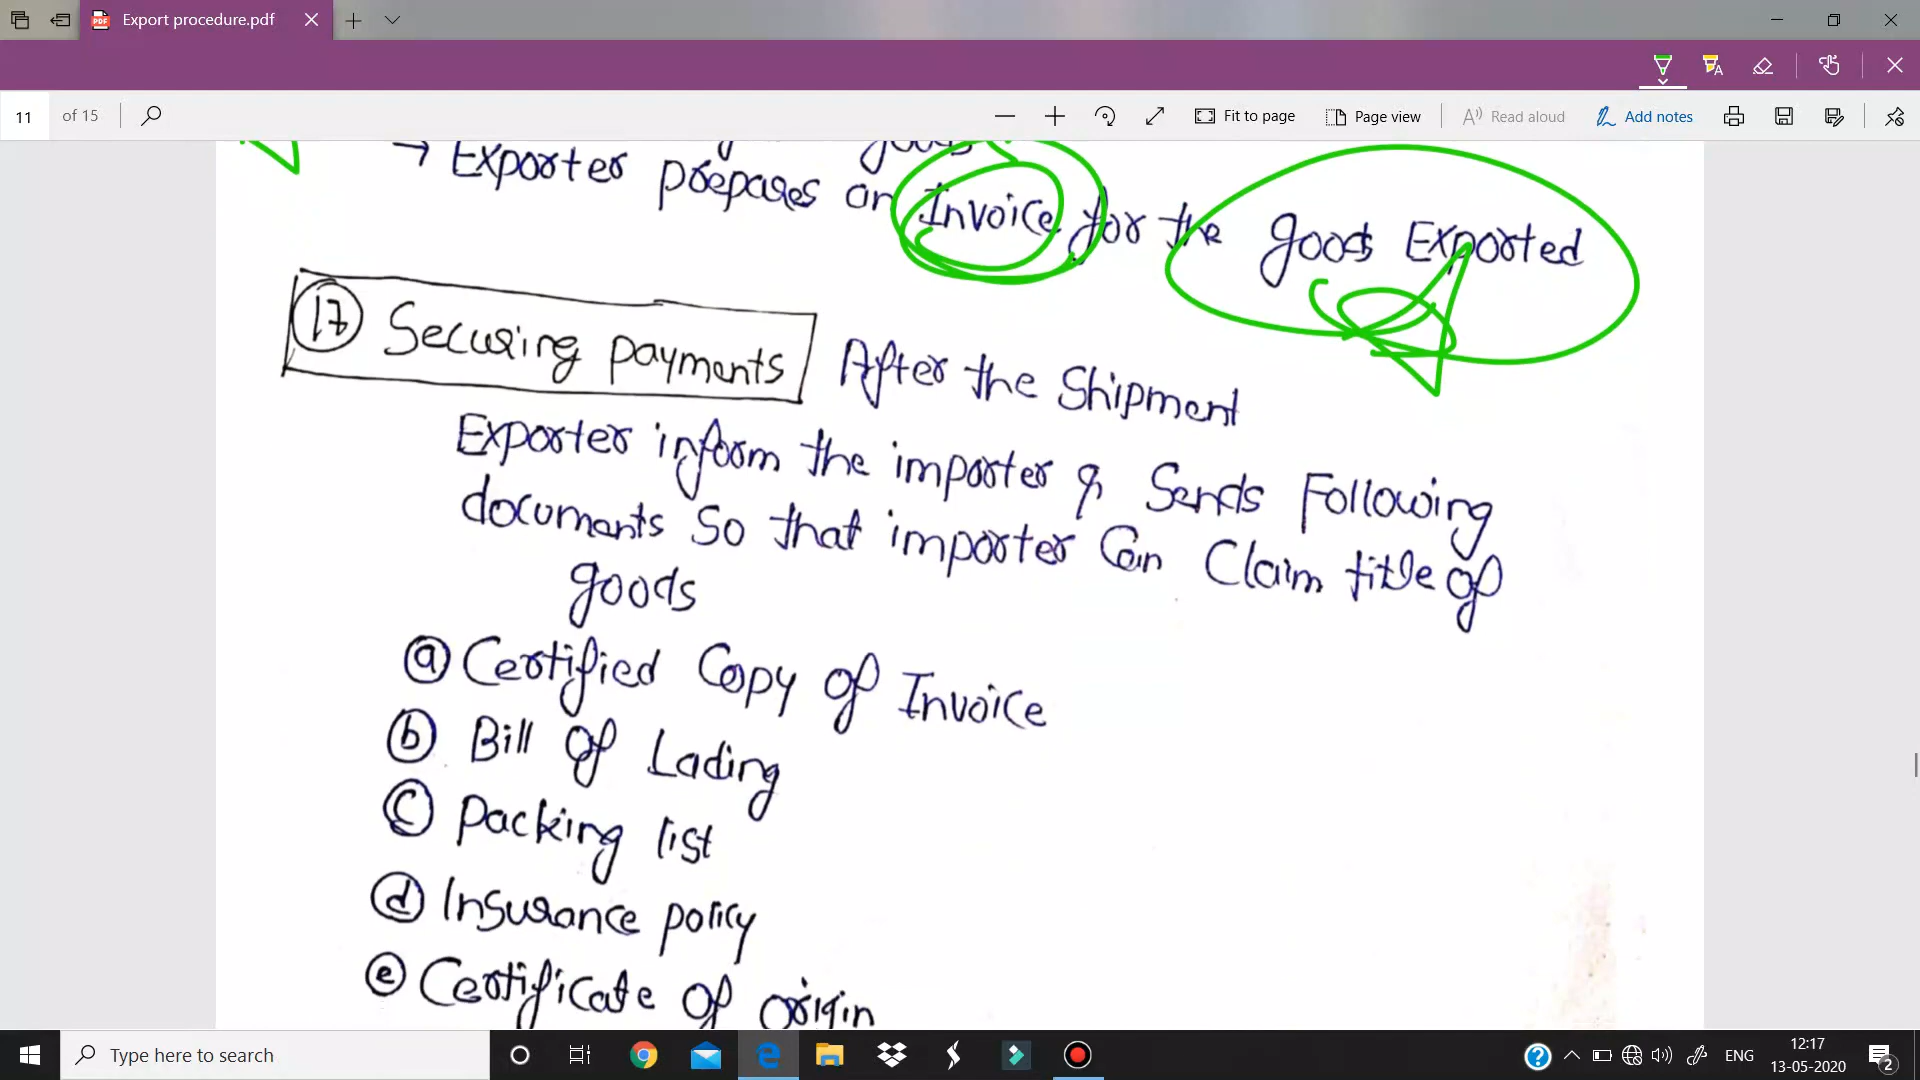 Export procedure.pdf
11 of 15
Fit to page
Page view
Read aloud
Add notes
→ Exporter prepares an Invoice for the goods Exported
17 Securing payments After the Shipment
Exporter inform the importer & Sends Following
documents So that importer Can Claim title of
goods
a Certified Copy of Invoice
b Bill of Lading
c packing list
d Insurance policy
e Certificate of origin
Type here to search
ENG
12:17
13-05-2020
2